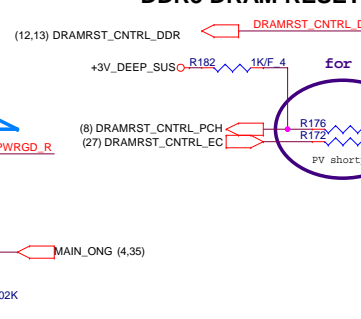 DDR3 DRAM RESET
DRAMRST_CNTRL_D
(12,13) DRAMRST_CNTRL_DDR
+3V_DEEP_SUS R182 1K/F_4
for
(8) DRAMRST_CNTRL_PCH R176
(27) DRAMRST_CNTRL_EC R172
PWRGD_R
PV short
MAIN_ONG (4,35)
02K